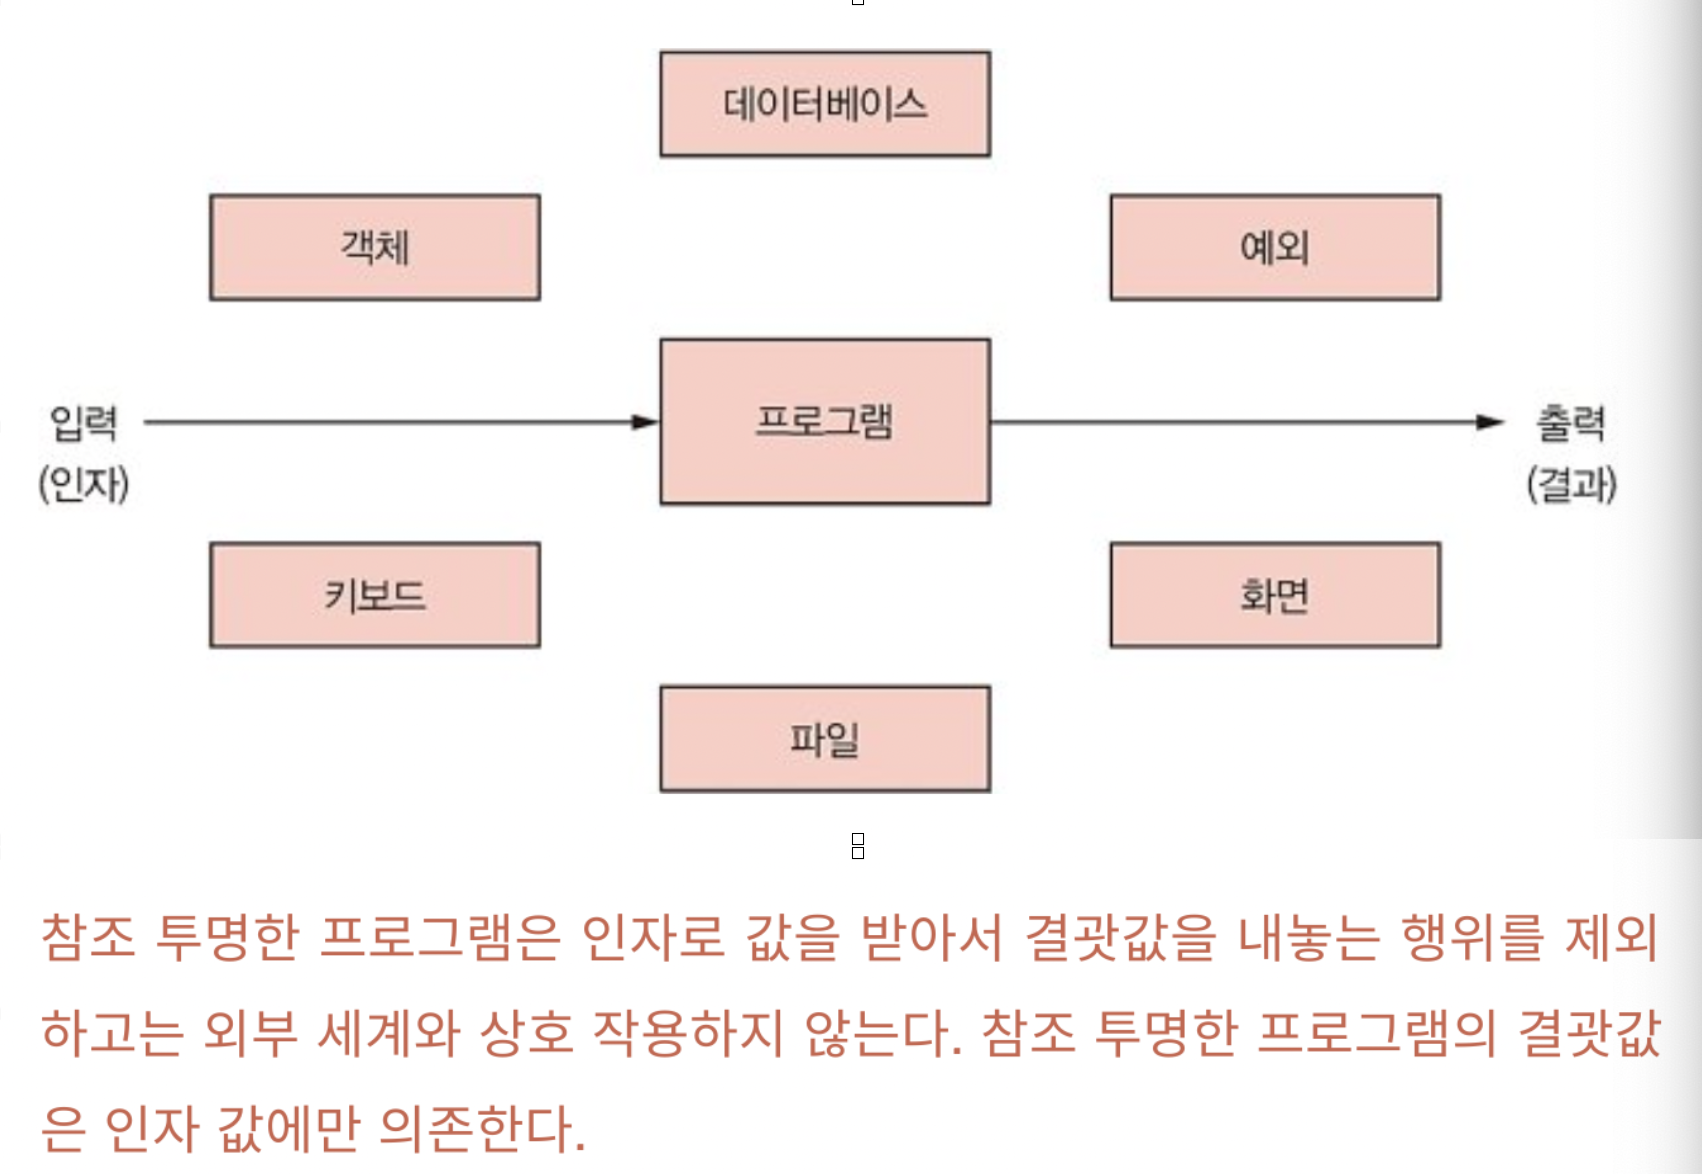 데이터베이스
객체
예외
입력
(인자)
프로그램
출력
(결과)
키보드
화면
파일
참조 투명한 프로그램은 인자로 값을 받아서 결괏값을 내놓는 행위를 제외
하고는 외부 세계와 상호 작용하지 않는다. 참조 투명한 프로그램의 결괏값
은 인자 값에만 의존한다.